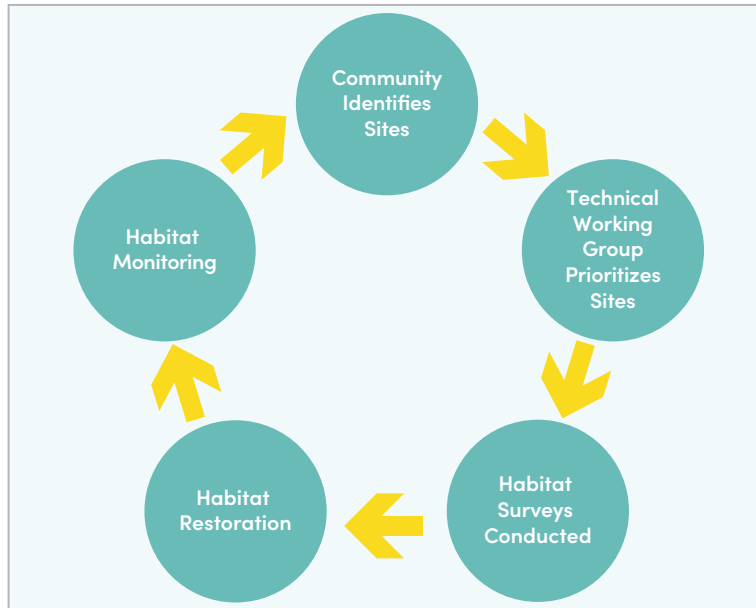 Community
Identifies
Sites
Technical
Working
Group
Prioritizes
Sites
Habitat
Surveys
Conducted
Habitat
Restoration
Habitat
Monitoring